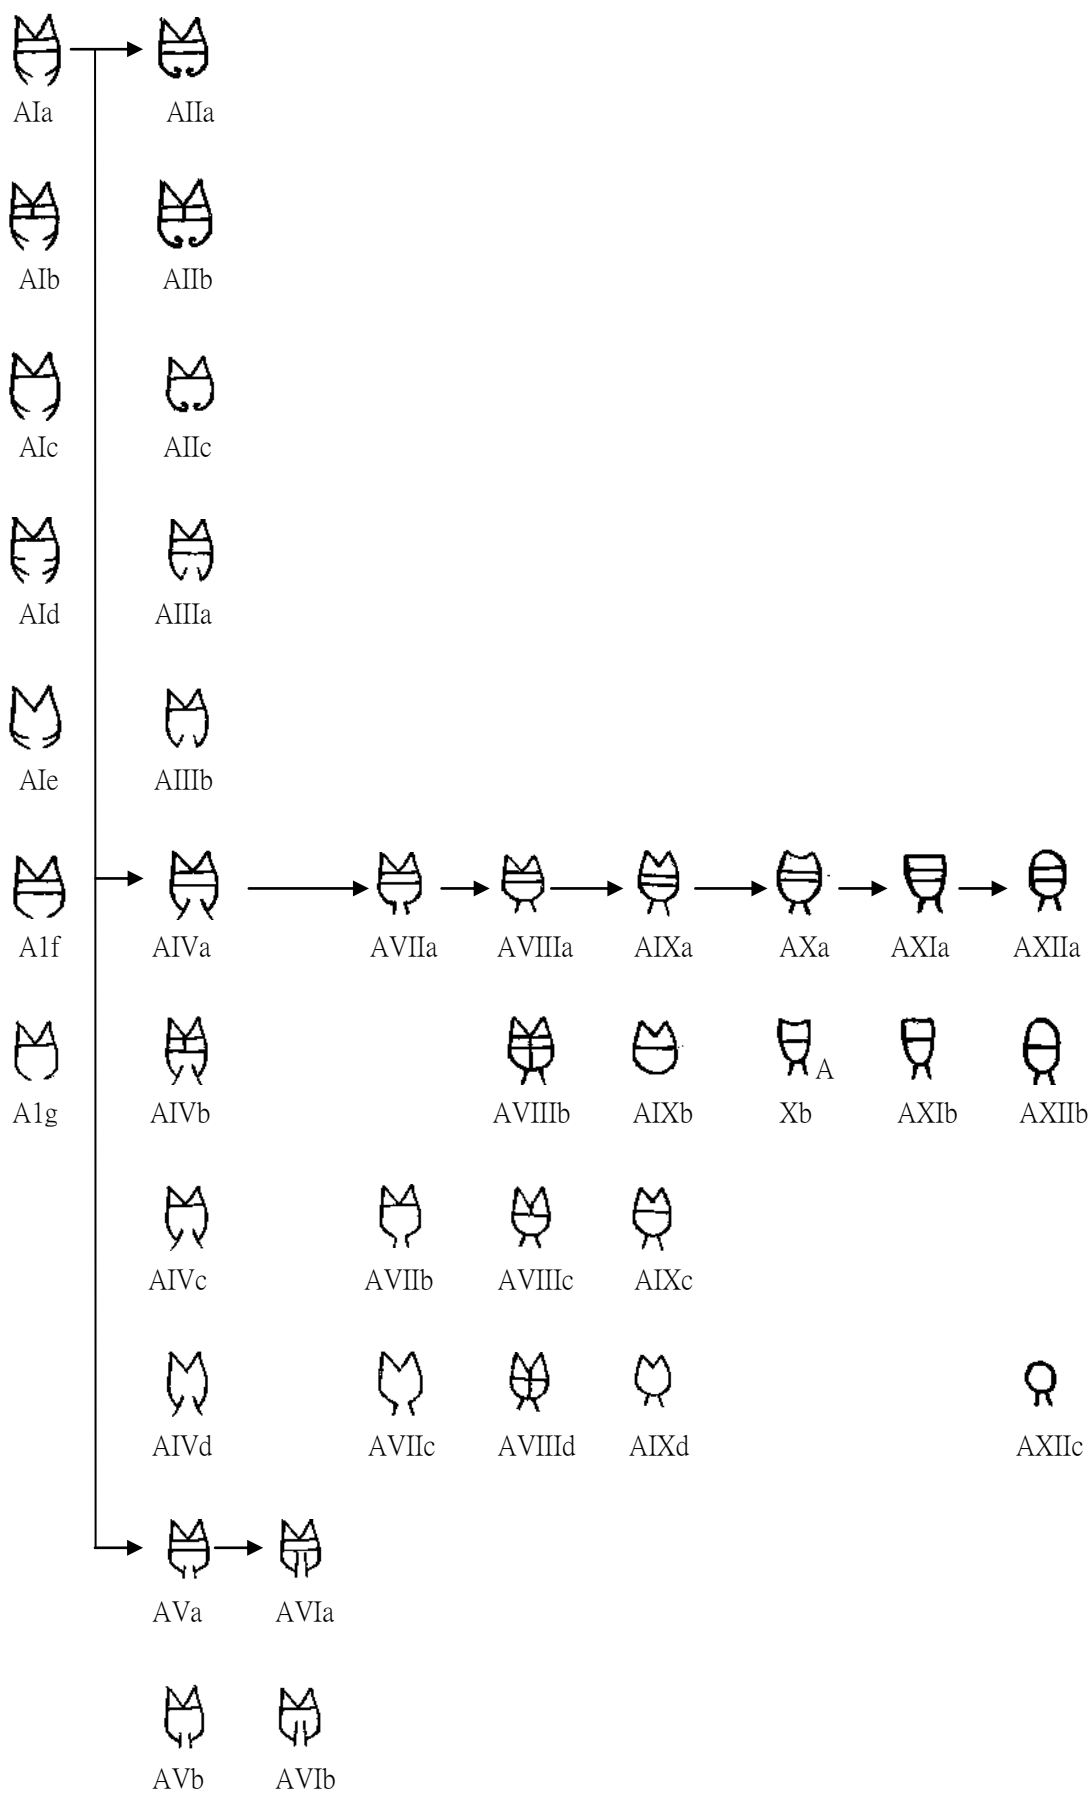 AIa AIIa
AIb AIIb
AIc AIIc
AId AIIIa
AIe AIIIb
A1f AIVa AVIIa AVIIIa AIXa AXa AXIa AXIIa
A
A1g AIVb AVIIIb AIXb Xb AXIb AXIIb
AIVc AVIIb AVIIIc AIXc
AIVd AVIIc AVIIId AIXd AXIIc
AVa AVIa
AVb AVIb